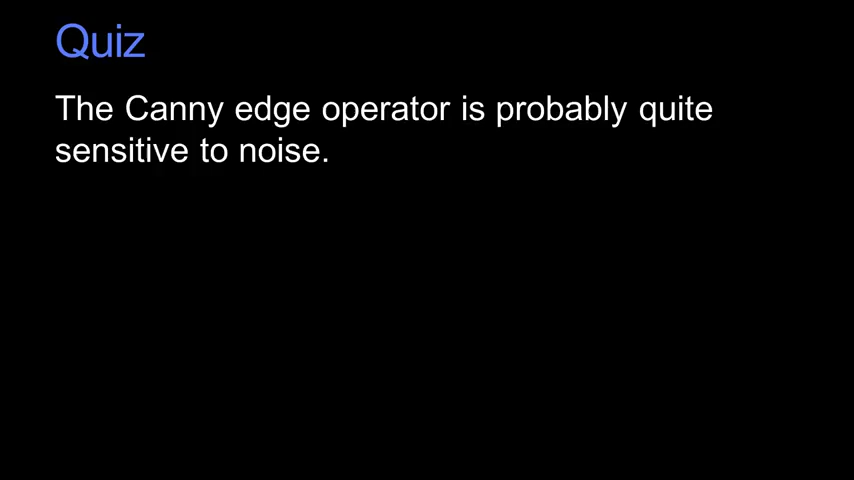 Quiz
The Canny edge operator is probably quite
sensitive to noise.